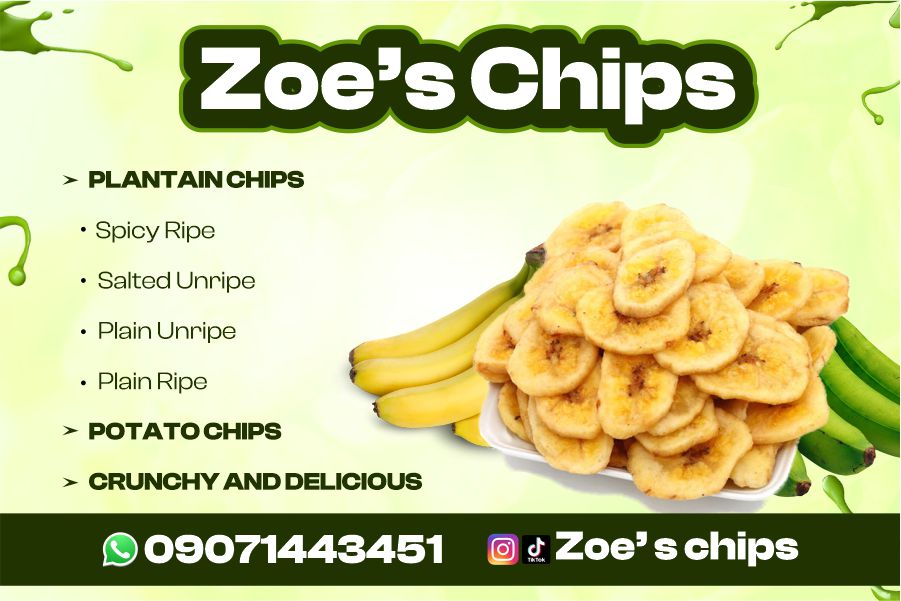 Zoe's Chips
➢ PLANTAIN CHIPS
• Spicy Ripe
• Salted Unripe
• Plain Unripe
• Plain Ripe
➢ POTATO CHIPS
➢ CRUNCHY AND DELICIOUS
09071443451
TikTok
Zoe' s chips